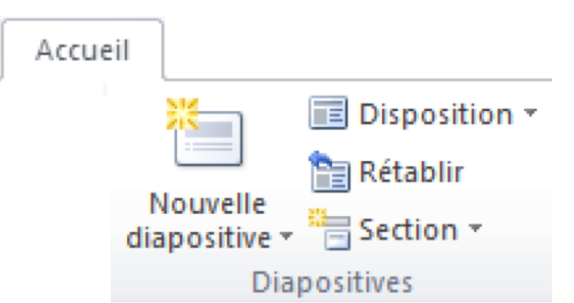 Accueil
Nouvelle
diapositive
Disposition
Rétablir
Section
Diapositives